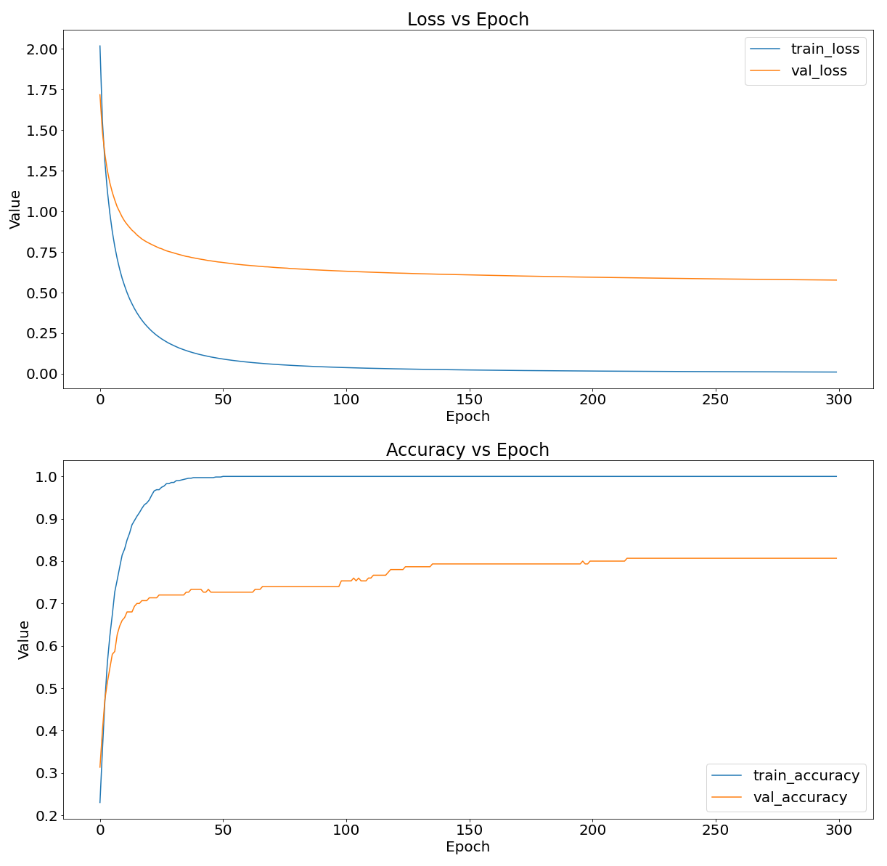 Loss vs Epoch
2.00
1.75
1.50
1.25
1.00
0.75
0.50
0.25
0.00
Value
train_loss
val_loss
0 50 100 150 200 250 300
Epoch
Accuracy vs Epoch
1.0
0.9
0.8
0.7
0.6
0.5
0.4
0.3
0.2
Value
train_accuracy
val_accuracy
0 50 100 150 200 250 300
Epoch